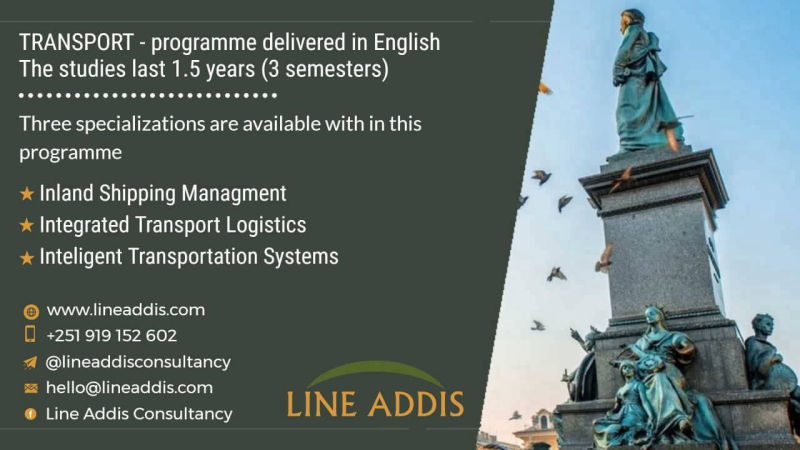 TRANSPORT - programme delivered in English
The studies last 1.5 years (3 semesters)
Three specializations are available with in this
programme
Inland Shipping Managment
Integrated Transport Logistics
Inteligent Transportation Systems
www.lineaddis.com
+251 919 152 602
@lineaddisconsultancy
hello@lineaddis.com
Line Addis Consultancy
LINE ADDIS